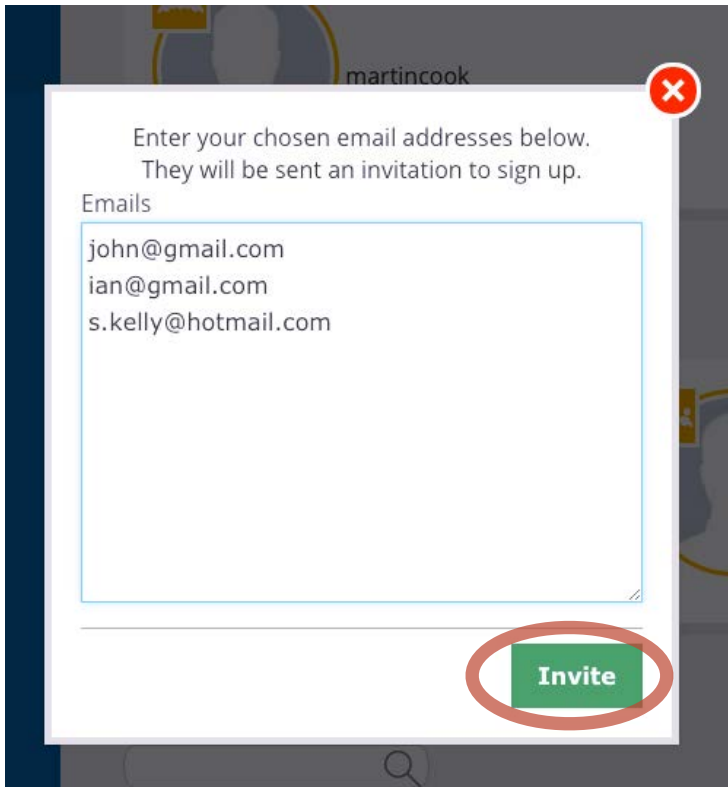 martincook
Enter your chosen email addresses below.
They will be sent an invitation to sign up.
Emails
john@gmail.com
ian@gmail.com
s.kelly@hotmail.com
Invite